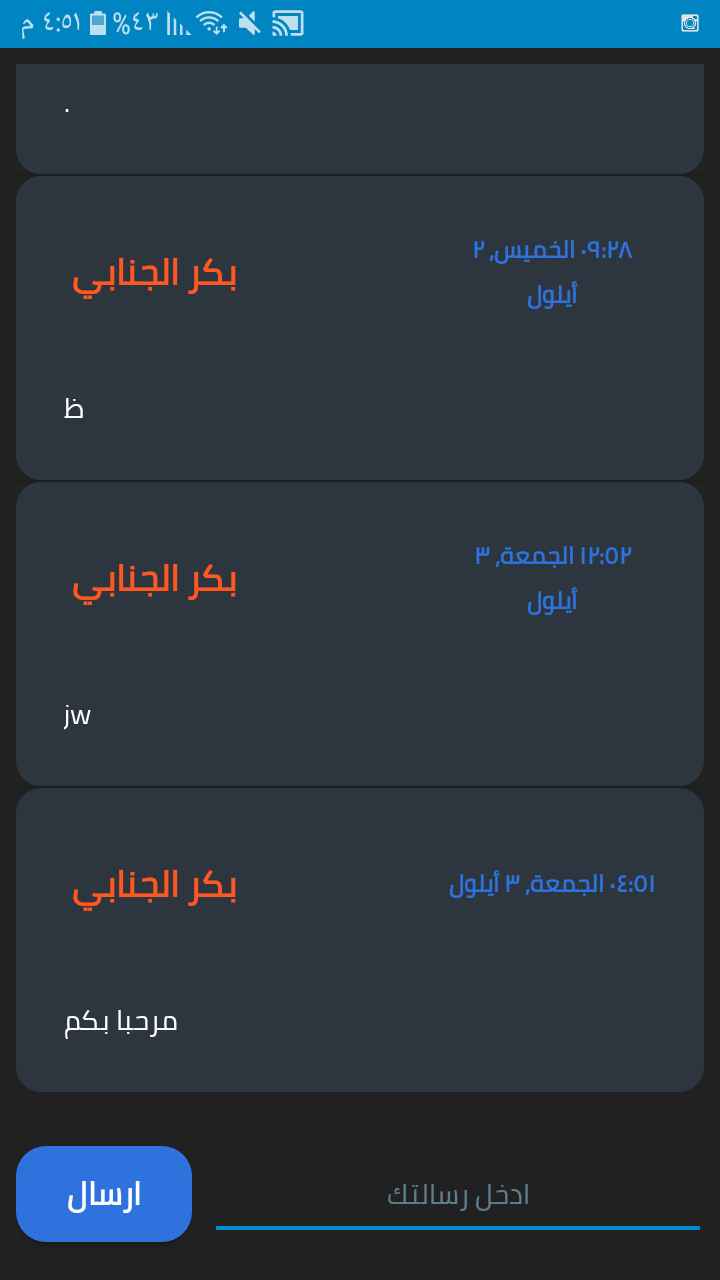 ٤:٥١ م
%٤٣
.
بكر الجنابي
٠٩:٢٨ الخميس, ٢
أيلول
ظ
بكر الجنابي
١٢:٥٢ الجمعة, ٣
أيلول
jw
بكر الجنابي
٠٤:٥١ الجمعة, ٣ أيلول
مرحبا بكم
ادخل رسالتك
ارسال